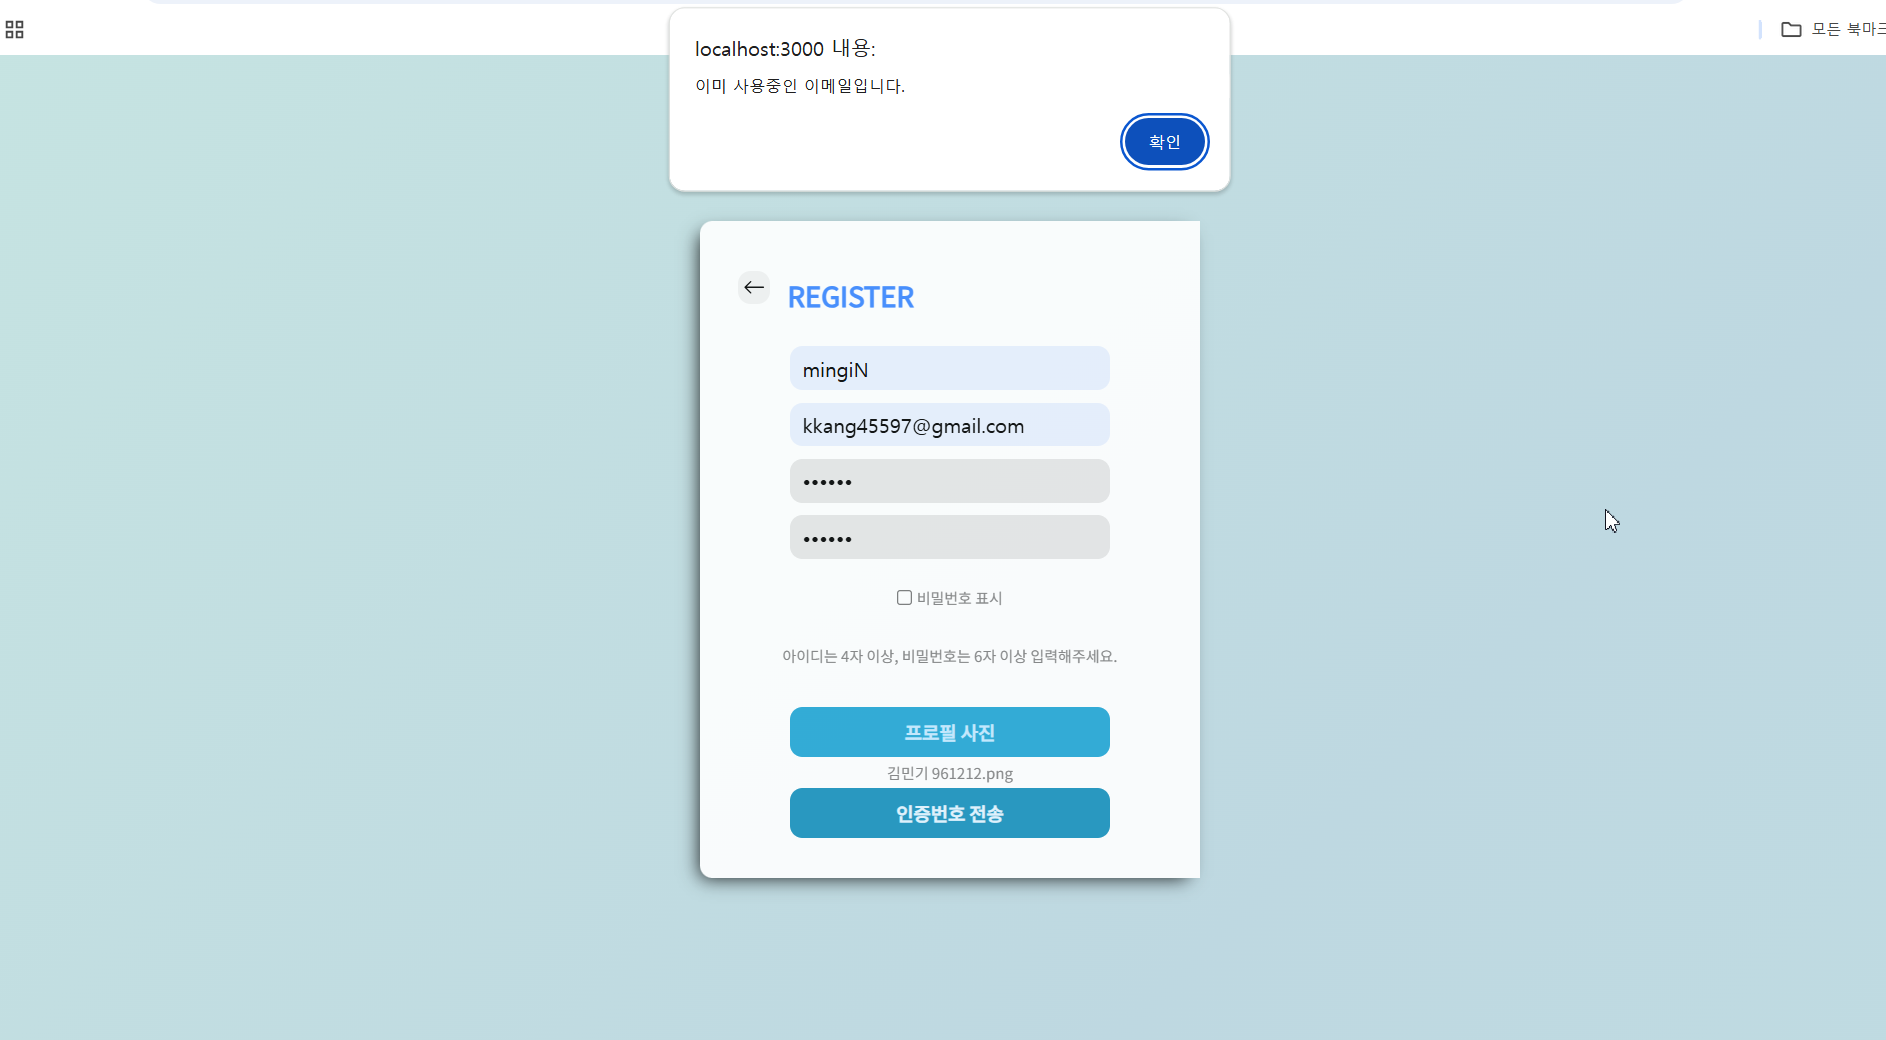 모든 북마크
localhost:3000 내용:
이미 사용중인 이메일입니다.
확인
REGISTER
mingiN
kkang45597@gmail.com
••••••
••••••
비밀번호 표시
아이디는 4자 이상, 비밀번호는 6자 이상 입력해주세요.
프로필 사진
김민기 961212.png
인증번호 전송